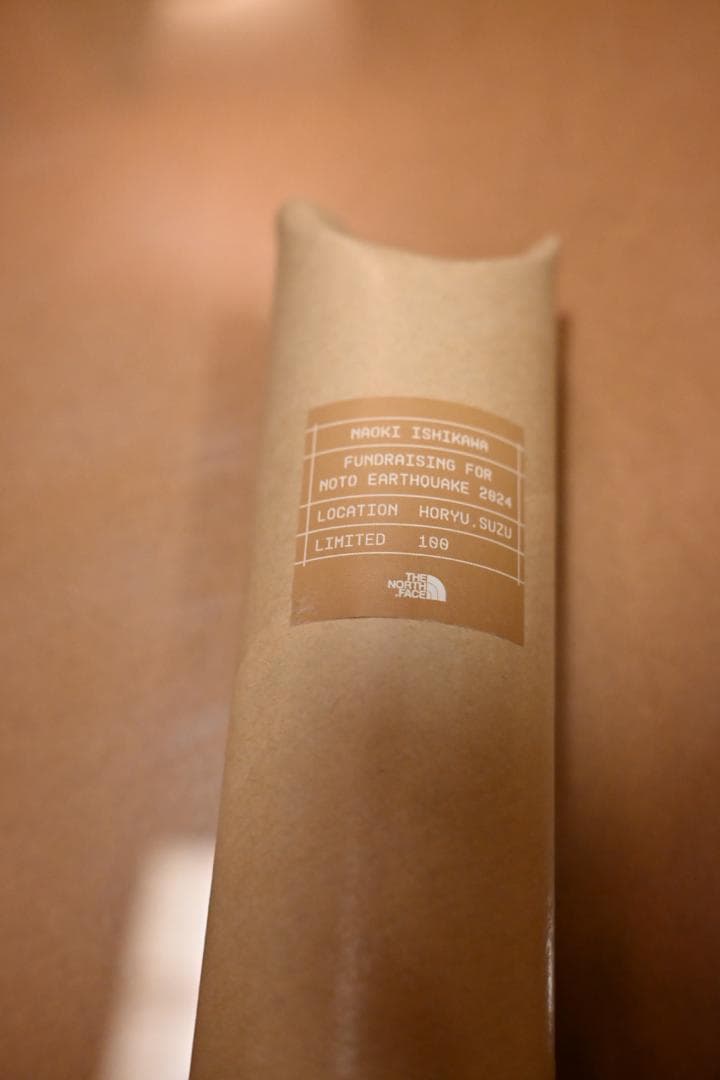 NAOKI ISHIKAWA
FUNDRAISING FOR
NOTO EARTHQUAKE 2024
LOCATION HORYU,SUZU
LIMITED 100
THE
NORTH
FACE